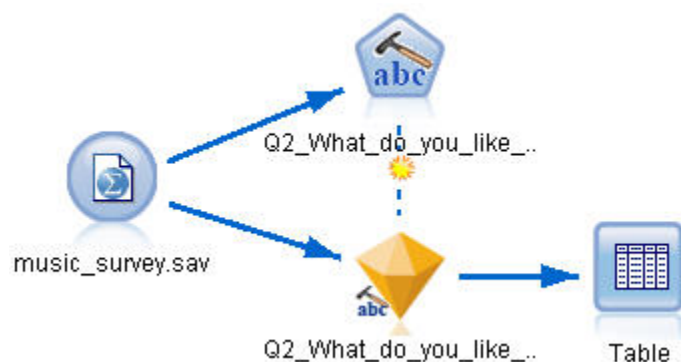 abc
Q2_What_do_you_like_..
music_survey.sav
abc
Q2_What_do_you_like_..
Table